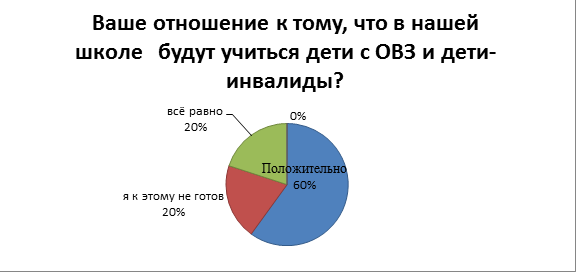 Ваше отношение к тому, что в нашей
школе будут учиться дети с ОВЗ и дети-
инвалиды?
всё равно
20%
0%
Положительно
60%
я к этому не готов
20%